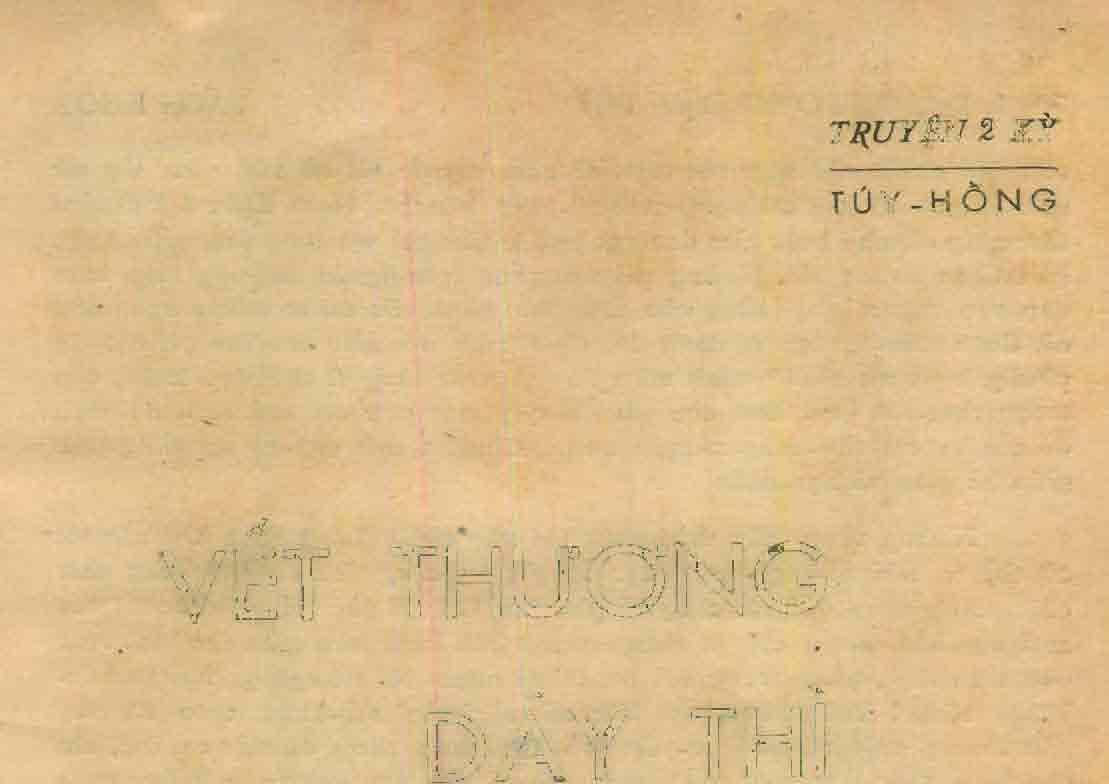 TRUYỆN 2 KỲ
TÚY-HỒNG
VẾT THƯƠNG
DẬY THÌ